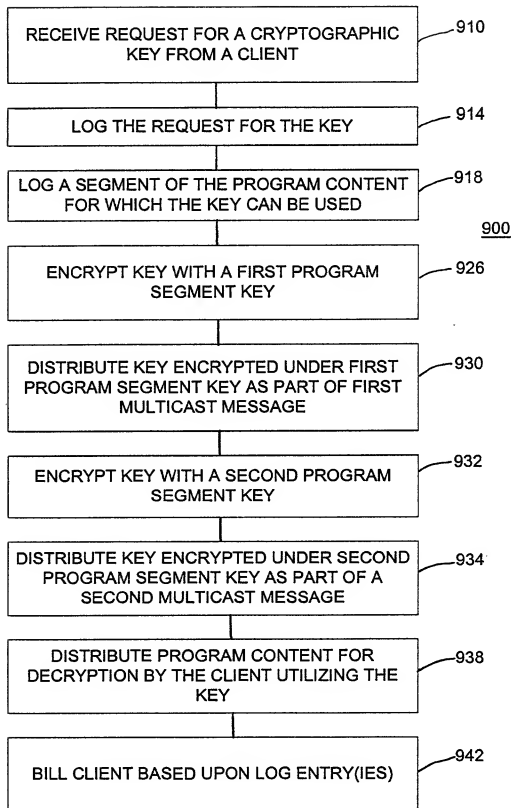 RECEIVE REQUEST FOR A CRYPTOGRAPHIC
KEY FROM A CLIENT
910
LOG THE REQUEST FOR THE KEY
914
LOG A SEGMENT OF THE PROGRAM CONTENT
FOR WHICH THE KEY CAN BE USED
918
900
ENCRYPT KEY WITH A FIRST PROGRAM
SEGMENT KEY
926
DISTRIBUTE KEY ENCRYPTED UNDER FIRST
PROGRAM SEGMENT KEY AS PART OF FIRST
MULTICAST MESSAGE
930
ENCRYPT KEY WITH A SECOND PROGRAM
SEGMENT KEY
932
DISTRIBUTE KEY ENCRYPTED UNDER SECOND
PROGRAM SEGMENT KEY AS PART OF A
SECOND MULTICAST MESSAGE
934
DISTRIBUTE PROGRAM CONTENT FOR
DECRYPTION BY THE CLIENT UTILIZING THE
KEY
938
BILL CLIENT BASED UPON LOG ENTRY(IES)
942